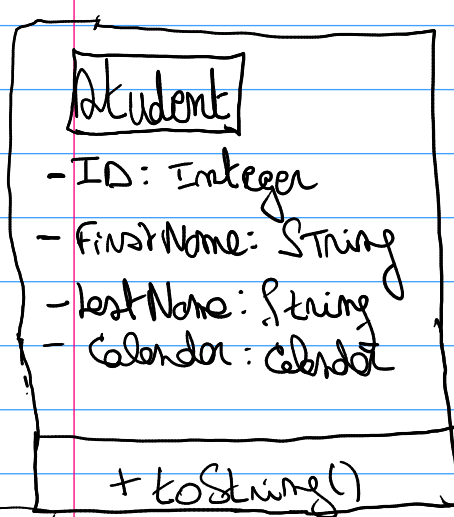 Student
- ID: Integer
- FirstName: String
- LastName: String
- Calendar: Calendar
+ toString()